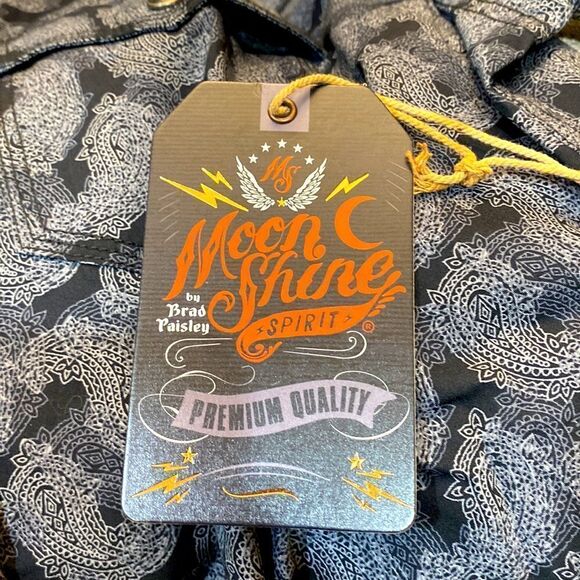 MS
Moon
Shine
by
Brad
Paisley
SPIRIT
®
PREMIUM QUALITY